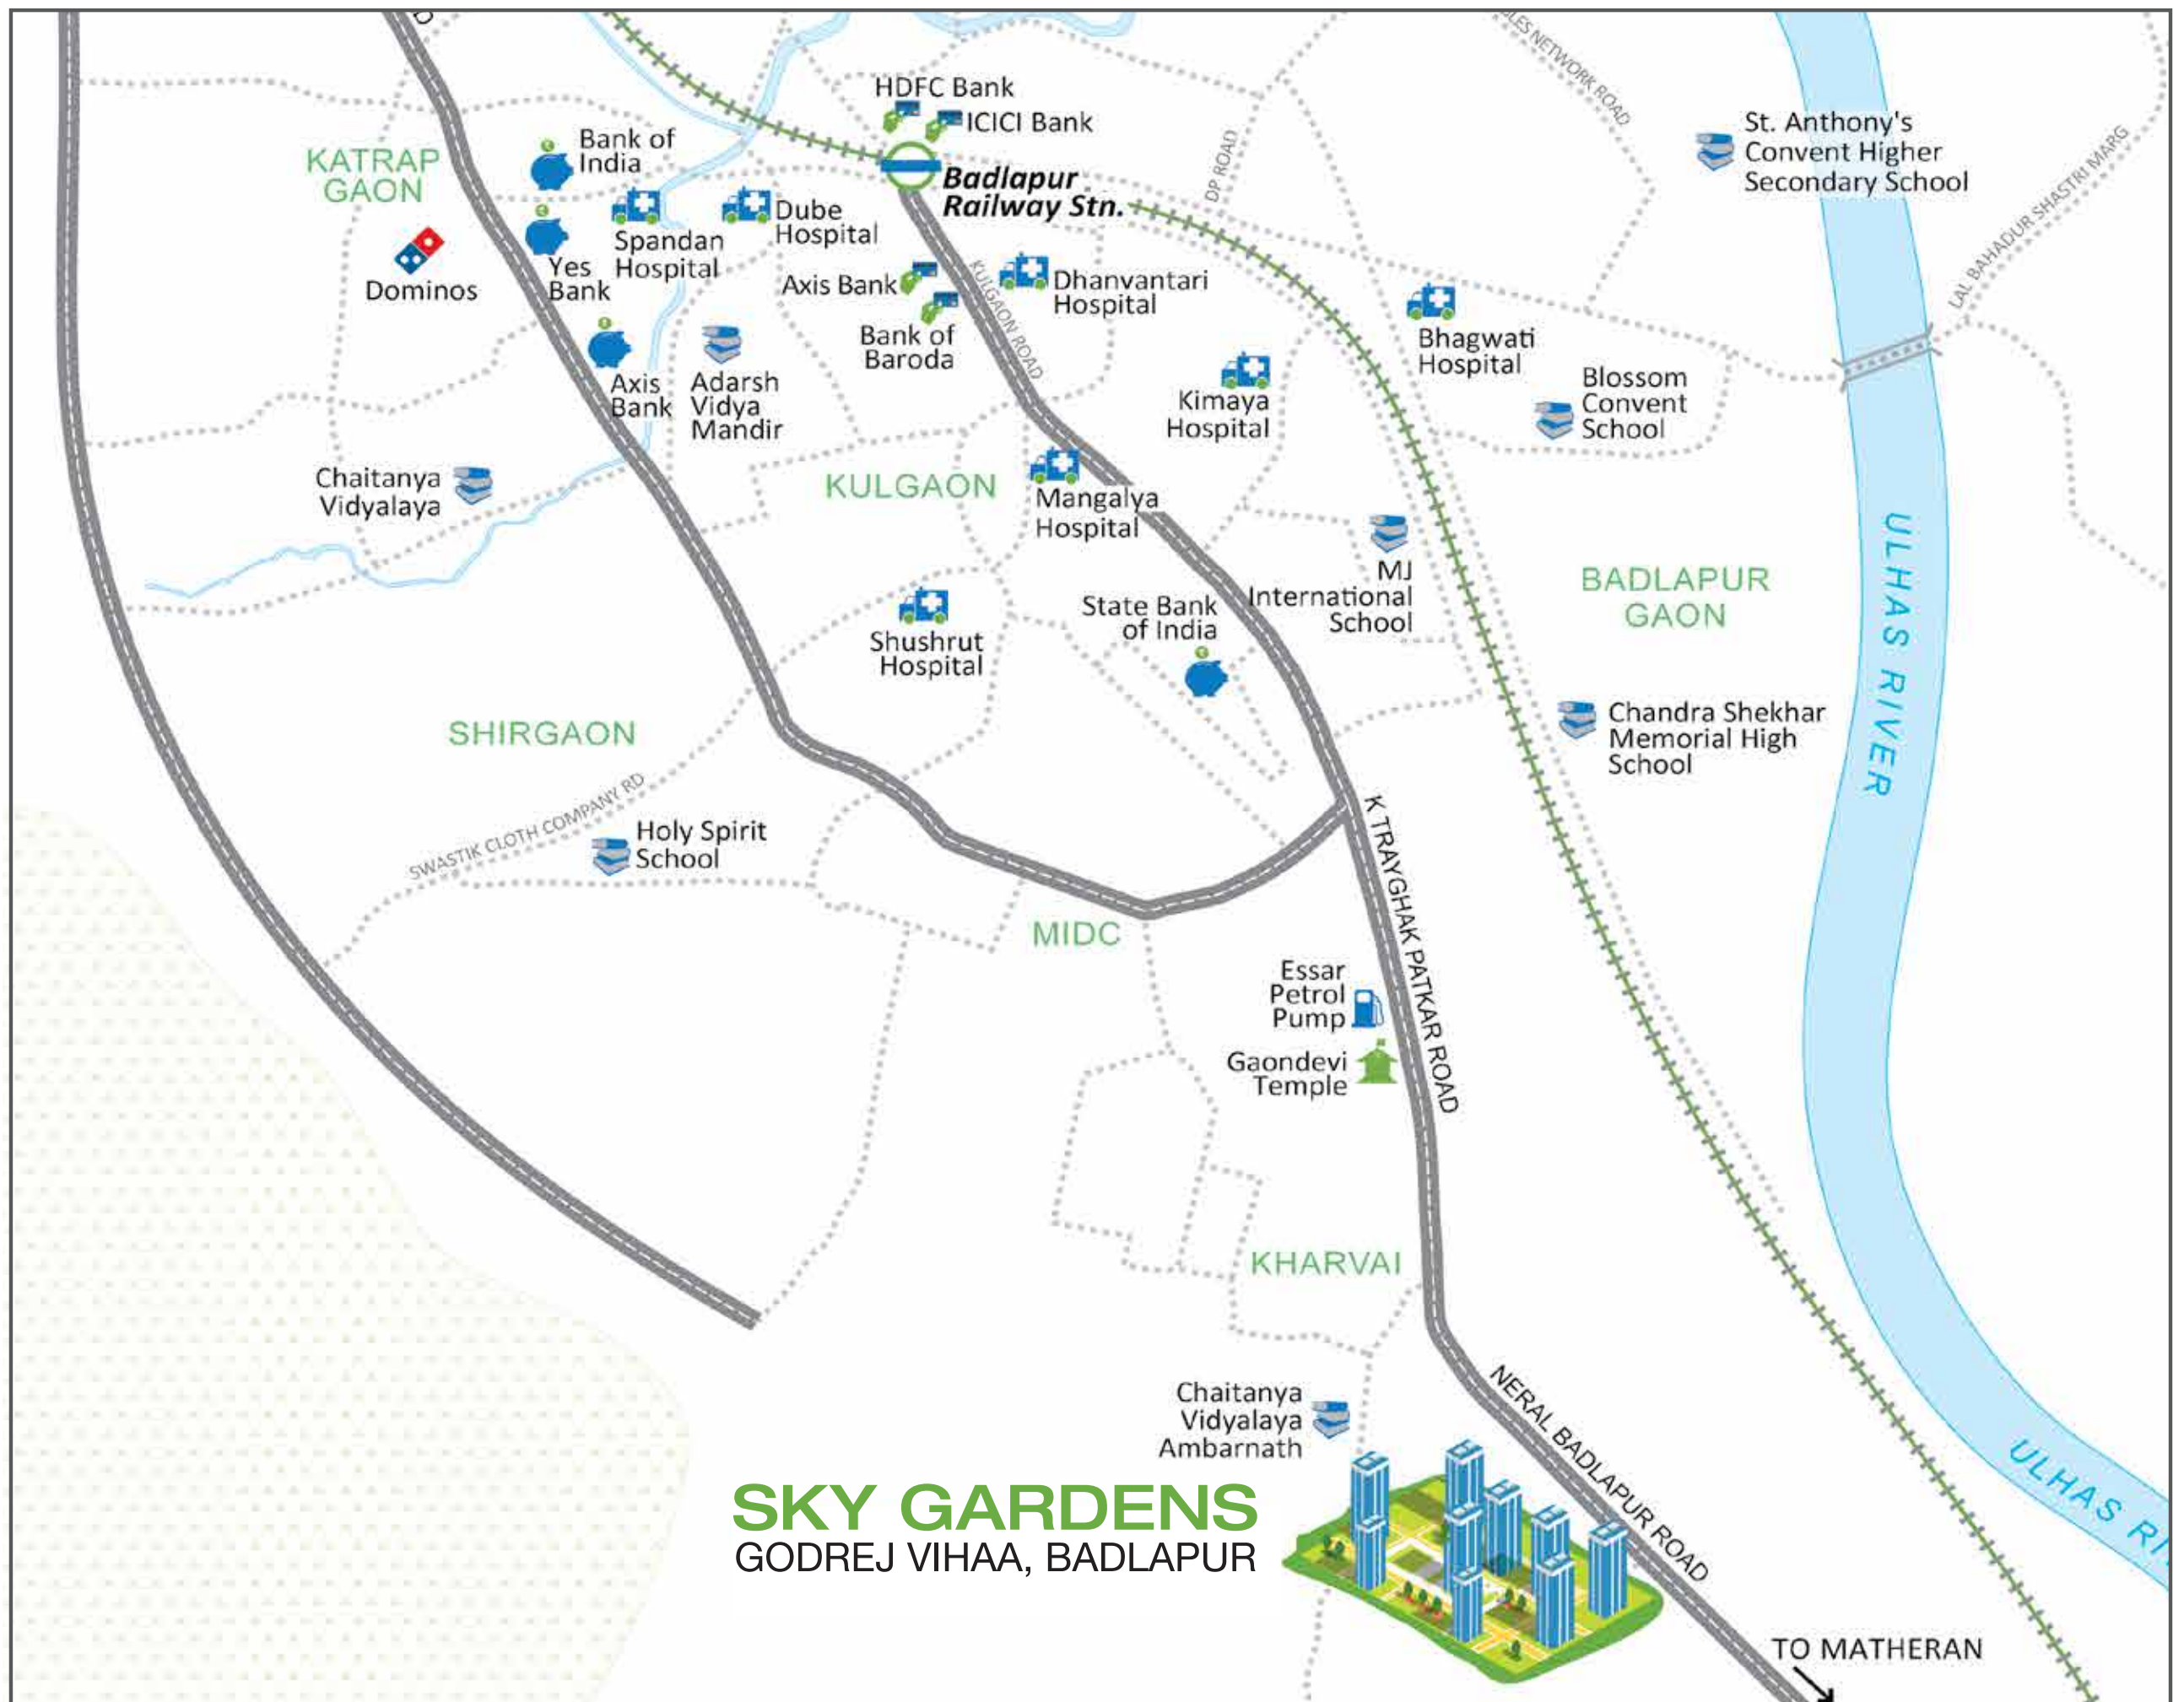 HDFC Bank
ICICI Bank
Badlapur
Railway Stn.
Bank of
India
KATRAP
GAON
Yes
Bank
Spandan
Hospital
Dube
Hospital
Dominos
Axis Bank
Bank of
Baroda
KULGAON ROAD
Dhanvantari
Hospital
DP ROAD
NETWORK ROAD
St. Anthony's
Convent Higher
Secondary School
LAL BAHADUR SHASTRI MARG
Axis
Bank
Adarsh
Vidya
Mandir
Kimaya
Hospital
Bhagwati
Hospital
Blossom
Convent
School
Chaitanya
Vidyalaya
KULGAON
Mangalya
Hospital
MJ
International
School
State Bank
of India
Shushrut
Hospital
BADLAPUR
GAON
ULHAS RIVER
Chandra Shekhar
Memorial High
School
SHIRGAON
SWASTIK CLOTH COMPANY RD
Holy Spirit
School
MIDC
K TRAYGHAK PATKAR ROAD
Essar
Petrol
Pump
Gaondevi
Temple
KHARVAI
Chaitanya
Vidyalaya
Ambarnath
NERAL BADLAPUR ROAD
ULHAS
SKY GARDENS
GODREJ VIHAA, BADLAPUR
TO MATHERAN